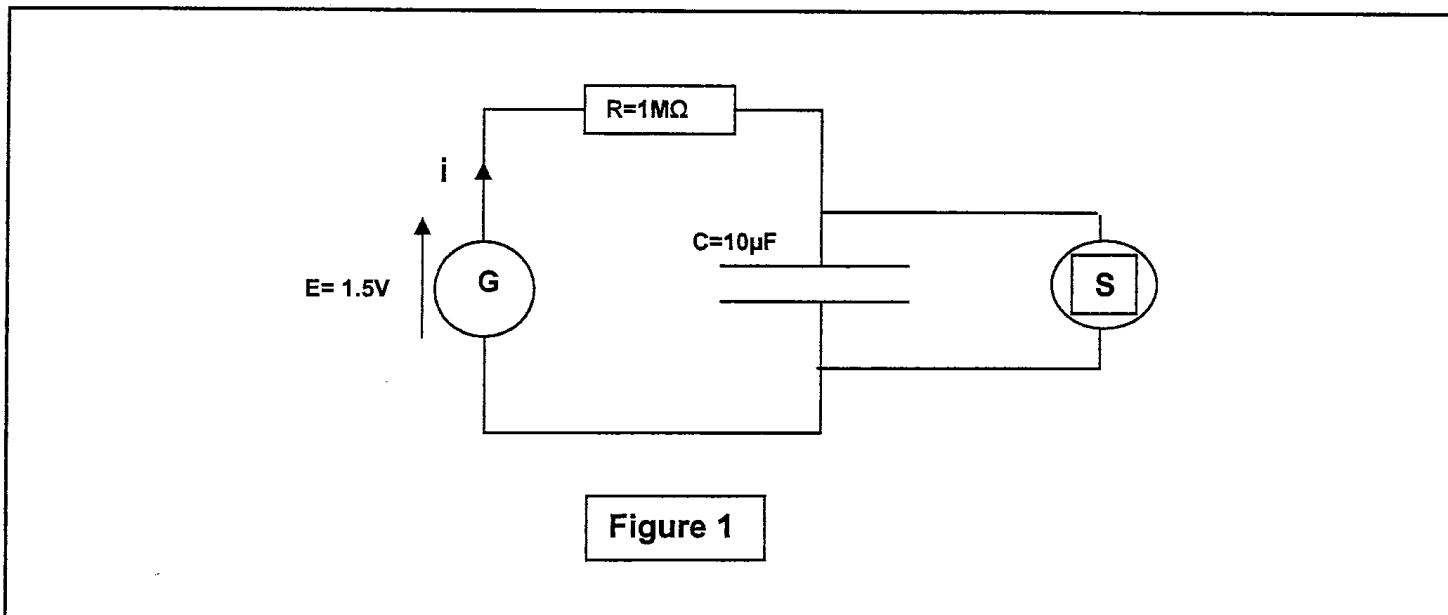 R=1MΩ
i
C=10µF
E= 1.5V
G
S
Figure 1